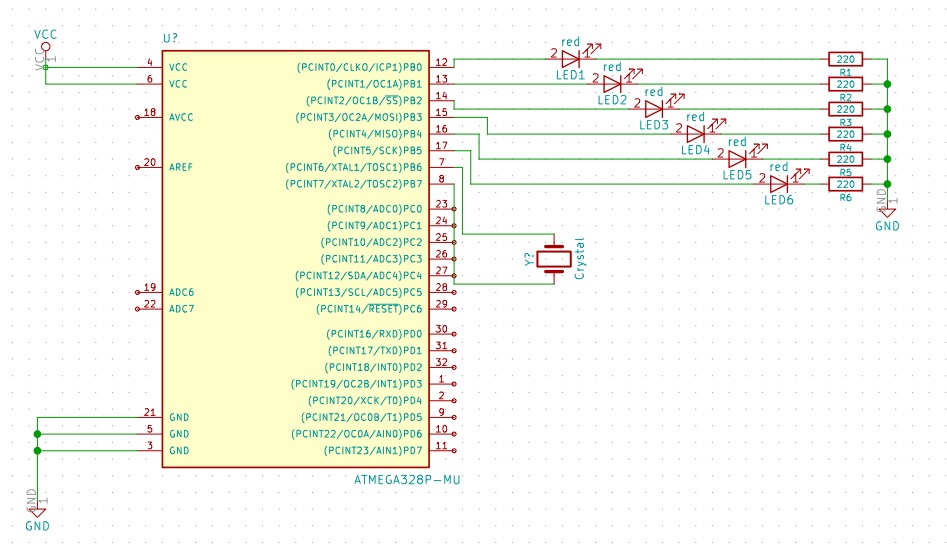 VCC
VCC 1
U?
4 VCC
6 VCC
18 AVCC
20 AREF
19 ADC6
22 ADC7
21 GND
5 GND
3 GND
GND 1
GND
(PCINT0/CLKO/ICP1)PB0 12
(PCINT1/OC1A)PB1 13
(PCINT2/OC1B/SS)PB2 14
(PCINT3/OC2A/MOSI)PB3 15
(PCINT4/MISO)PB4 16
(PCINT5/SCK)PB5 17
(PCINT6/XTAL1/TOSC1)PB6 7
(PCINT7/XTAL2/TOSC2)PB7 8
(PCINT8/ADC0)PC0 23
(PCINT9/ADC1)PC1 24
(PCINT10/ADC2)PC2 25
(PCINT11/ADC3)PC3 26
(PCINT12/SDA/ADC4)PC4 27
(PCINT13/SCL/ADC5)PC5 28
(PCINT14/RESET)PC6 29
(PCINT16/RXD)PD0 30
(PCINT17/TXD)PD1 31
(PCINT18/INT0)PD2 32
(PCINT19/OC2B/INT1)PD3 1
(PCINT20/XCK/T0)PD4 2
(PCINT21/OC0B/T1)PD5 9
(PCINT22/OC0A/AIN0)PD6 10
(PCINT23/AIN1)PD7 11
ATMEGA328P-MU
red
2 1
LED1
red
2 1
LED2
red
2 1
LED3
red
2 1
LED4
red
2 1
LED5
red
2 1
LED6
220
R1
220
R2
220
R3
220
R4
220
R5
220
R6
GND 1
GND
Y?
Crystal